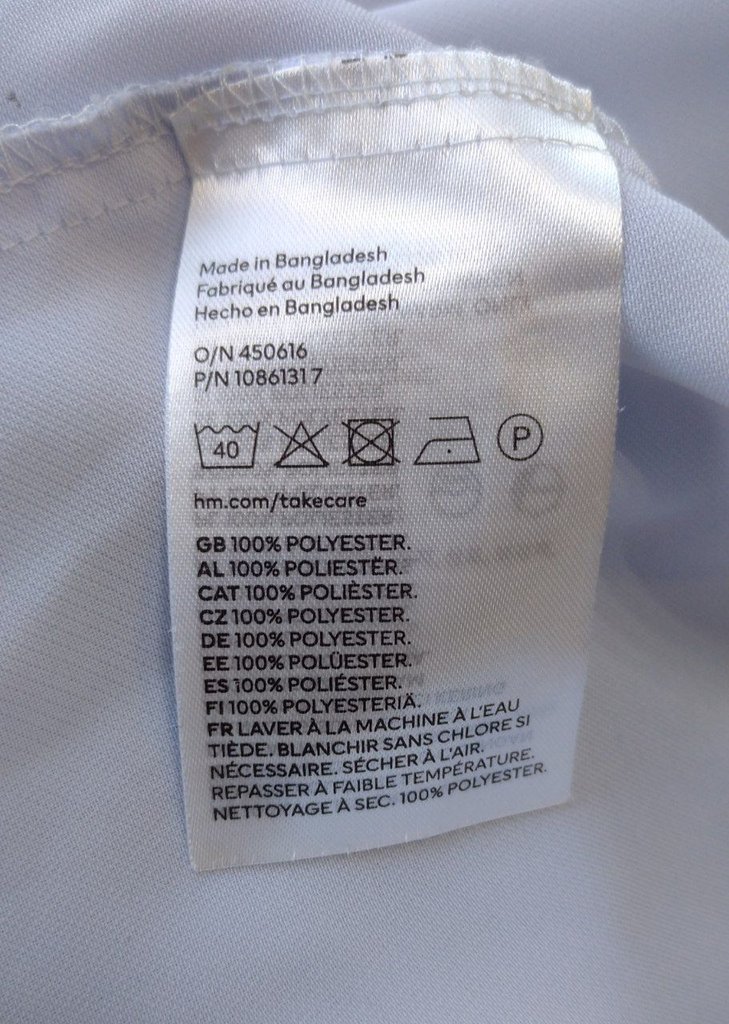 Made in Bangladesh
Fabriqué au Bangladesh
Hecho en Bangladesh
O/N 450616
P/N 10861317
40 P
hm.com/takecare
GB 100% POLYESTER.
AL 100% POLIESTËR.
CAT 100% POLIÈSTER.
CZ 100% POLYESTER.
DE 100% POLYESTER.
EE 100% POLÜESTER.
ES 100% POLIÉSTER.
FI 100% POLYESTERIÄ.
FR LAVER À LA MACHINE À L'EAU
TIÈDE. BLANCHIR SANS CHLORE SI
NÉCESSAIRE. SÉCHER À L'AIR.
REPASSER À FAIBLE TEMPÉRATURE.
NETTOYAGE À SEC. 100% POLYESTER.